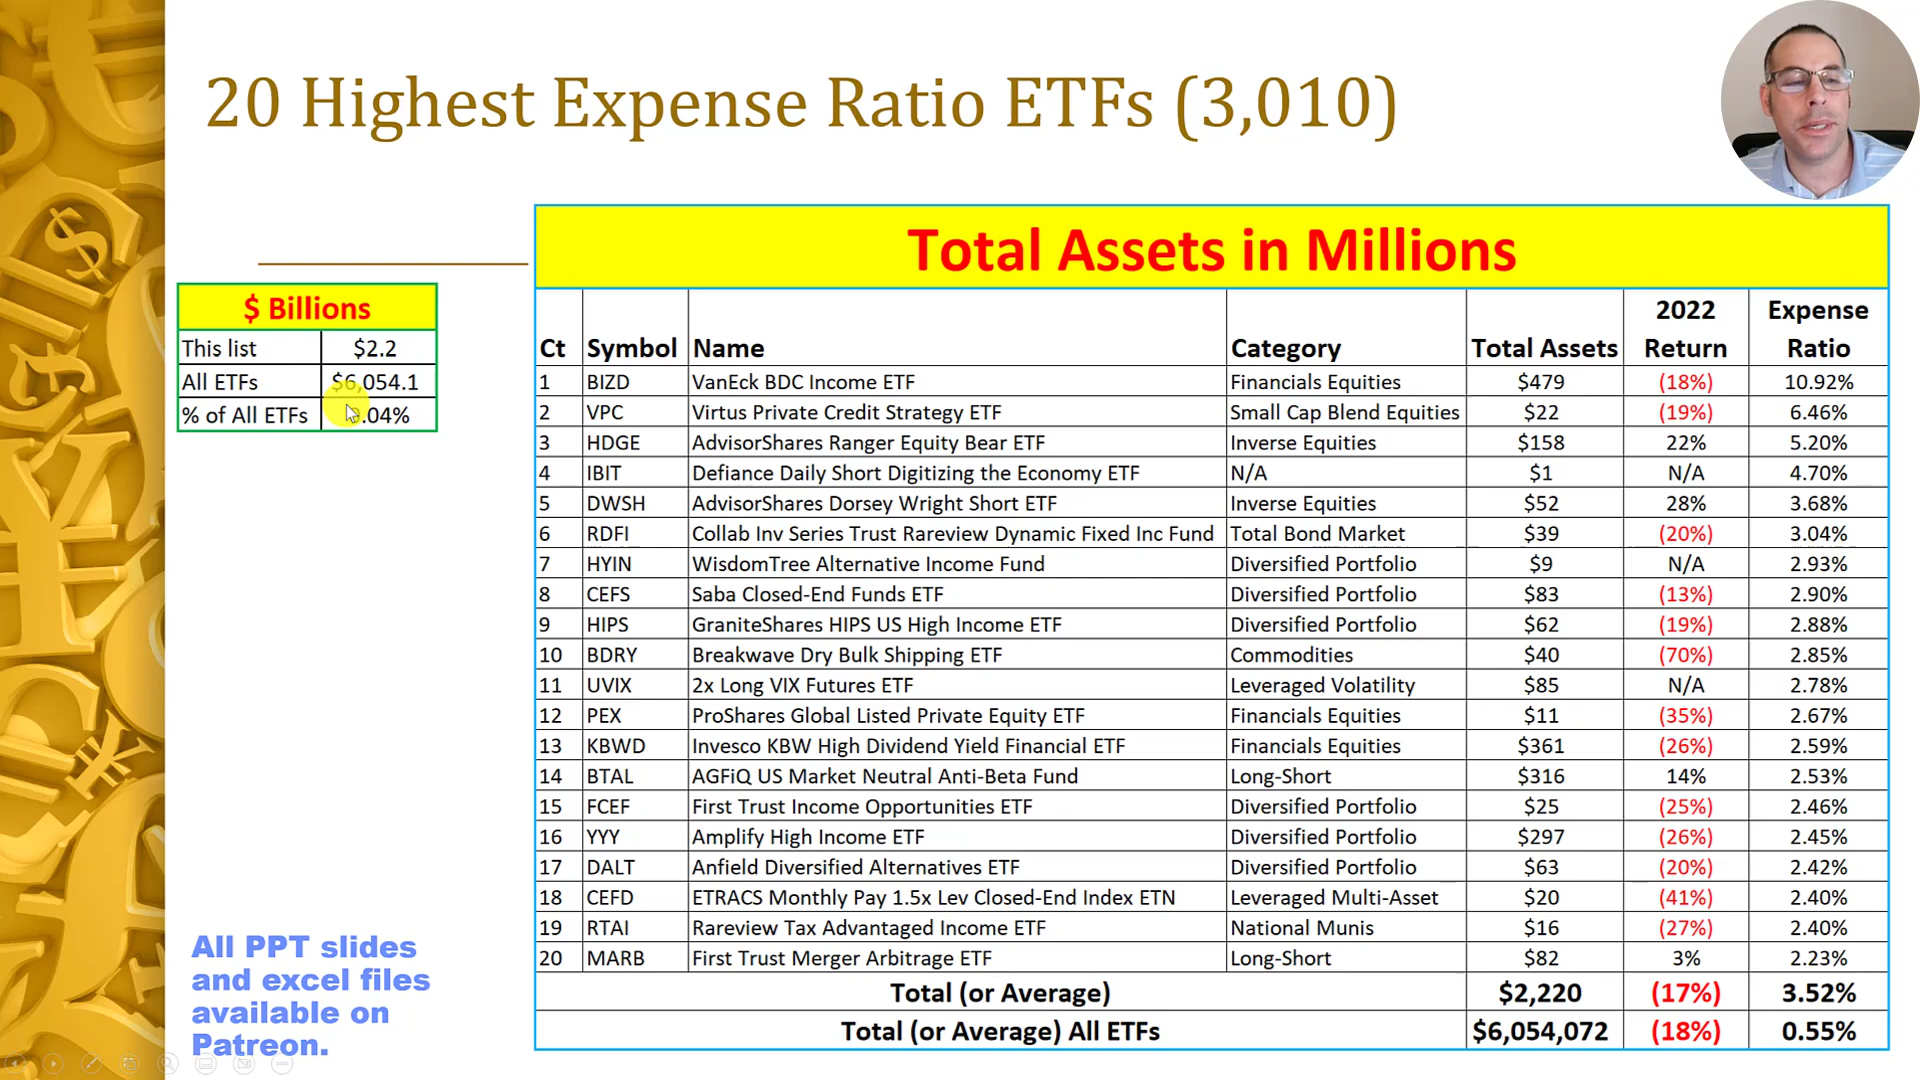 20 Highest Expense Ratio ETFs (3,010)
$ Billions
This list $2.2
All ETFs $6,054.1
% of All ETFs .04%
Total Assets in Millions
Ct Symbol Name Category Total Assets 2022 Return Expense Ratio
1 BIZD VanEck BDC Income ETF Financials Equities $479 (18%) 10.92%
2 VPC Virtus Private Credit Strategy ETF Small Cap Blend Equities $22 (19%) 6.46%
3 HDGE AdvisorShares Ranger Equity Bear ETF Inverse Equities $158 22% 5.20%
4 IBIT Defiance Daily Short Digitizing the Economy ETF N/A $1 N/A 4.70%
5 DWSH AdvisorShares Dorsey Wright Short ETF Inverse Equities $52 28% 3.68%
6 RDFI Collab Inv Series Trust Rareview Dynamic Fixed Inc Fund Total Bond Market $39 (20%) 3.04%
7 HYIN WisdomTree Alternative Income Fund Diversified Portfolio $9 N/A 2.93%
8 CEFS Saba Closed-End Funds ETF Diversified Portfolio $83 (13%) 2.90%
9 HIPS GraniteShares HIPS US High Income ETF Diversified Portfolio $62 (19%) 2.88%
10 BDRY Breakwave Dry Bulk Shipping ETF Commodities $40 (70%) 2.85%
11 UVIX 2x Long VIX Futures ETF Leveraged Volatility $85 N/A 2.78%
12 PEX ProShares Global Listed Private Equity ETF Financials Equities $11 (35%) 2.67%
13 KBWD Invesco KBW High Dividend Yield Financial ETF Financials Equities $361 (26%) 2.59%
14 BTAL AGFiQ US Market Neutral Anti-Beta Fund Long-Short $316 14% 2.53%
15 FCEF First Trust Income Opportunities ETF Diversified Portfolio $25 (25%) 2.46%
16 YYY Amplify High Income ETF Diversified Portfolio $297 (26%) 2.45%
17 DALT Anfield Diversified Alternatives ETF Diversified Portfolio $63 (20%) 2.42%
18 CEFD ETRACS Monthly Pay 1.5x Lev Closed-End Index ETN Leveraged Multi-Asset $20 (41%) 2.40%
19 RTAI Rareview Tax Advantaged Income ETF National Munis $16 (27%) 2.40%
20 MARB First Trust Merger Arbitrage ETF Long-Short $82 3% 2.23%
Total (or Average) $2,220 (17%) 3.52%
Total (or Average) All ETFs $6,054,072 (18%) 0.55%
All PPT slides
and excel files
available on
Patreon.